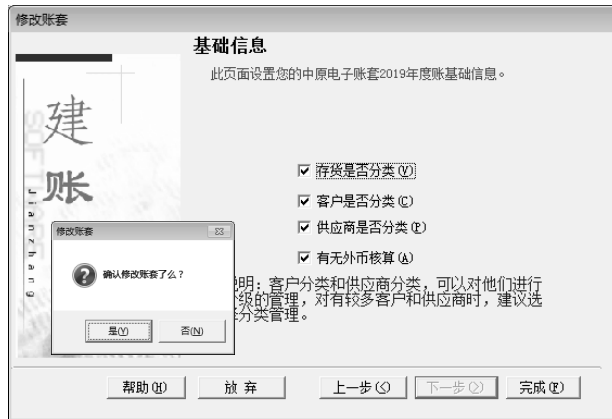 修改账套
基础信息
此页面设置您的中原电子账套2019年度账基础信息。
建
账
Jianzhang
存货是否分类(V)
客户是否分类(C)
供应商是否分类(P)
有无外币核算(A)
修改账套
确认修改账套了么？
是(Y)
否(N)
明：客户分类和供应商分类，可以对他们进行
级的管理，对有较多客户和供应商时，建议选
分类管理。
帮助(H)
放弃
上一步(S)
下一步(X)
完成(F)